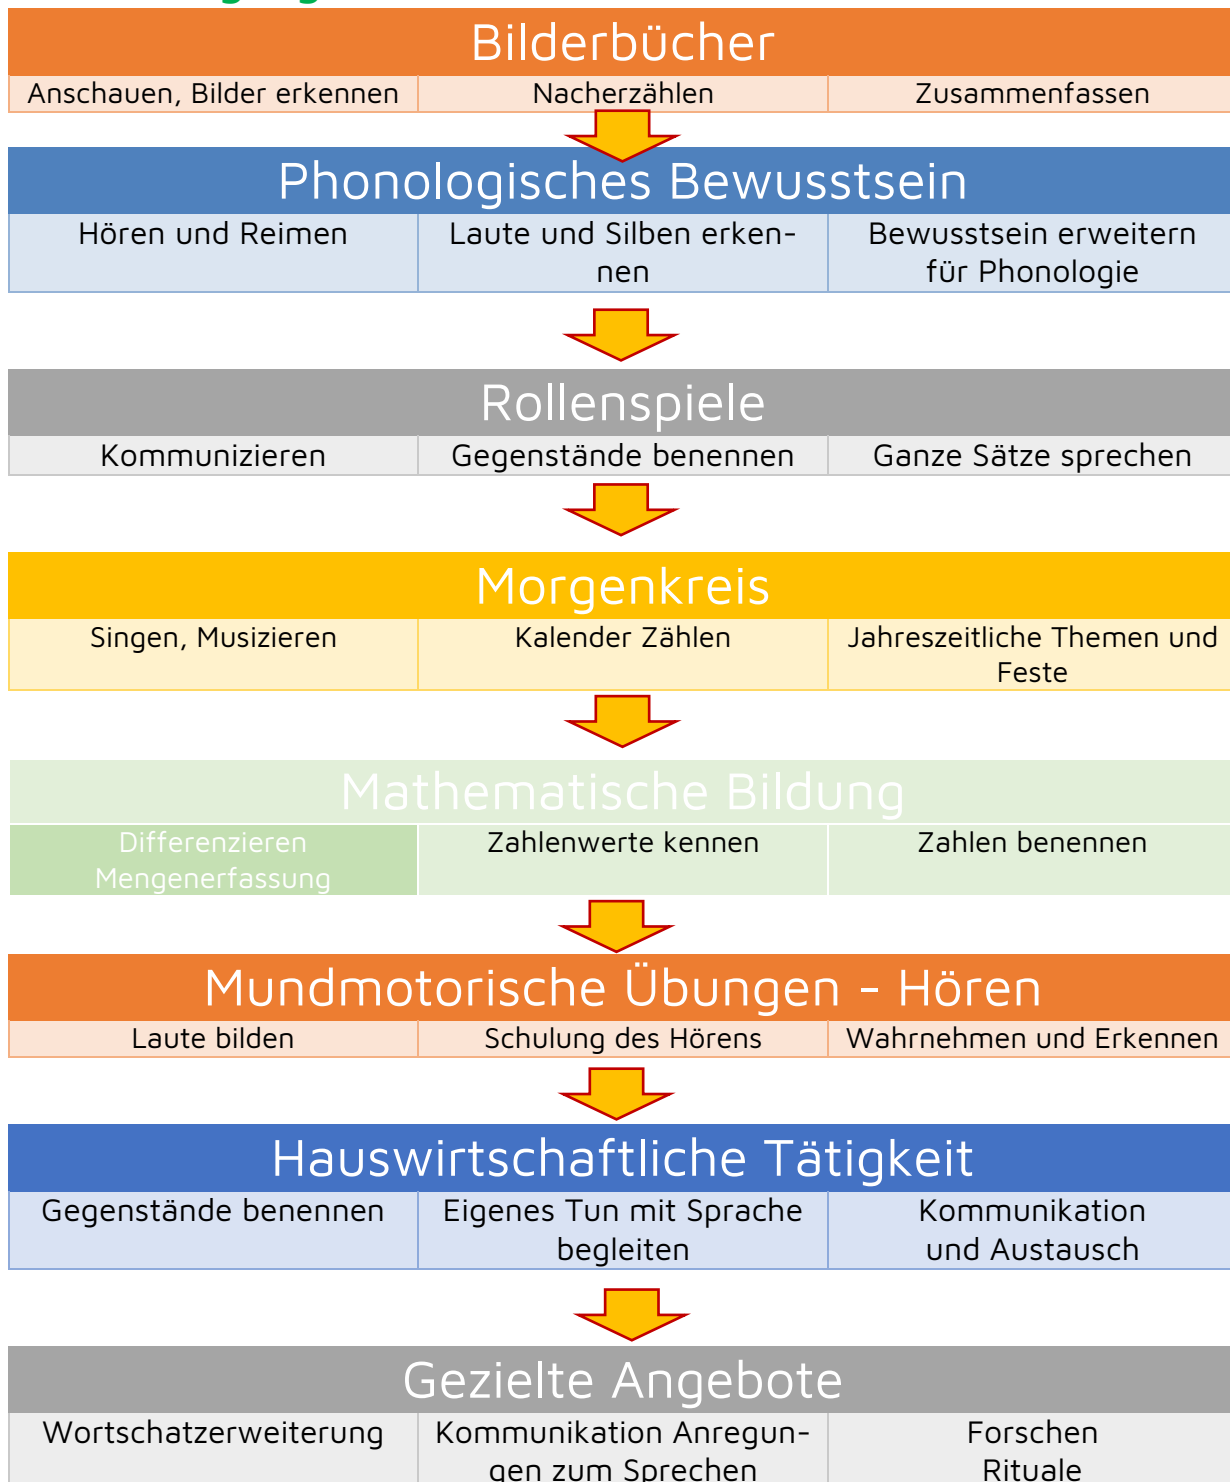 Bilderbücher
Anschauen, Bilder erkennen
Nacherzählen
Zusammenfassen
Phonologisches Bewusstsein
Hören und Reimen
Laute und Silben erken-
nen
Bewusstsein erweitern
für Phonologie
Rollenspiele
Kommunizieren
Gegenstände benennen
Ganze Sätze sprechen
Morgenkreis
Singen, Musizieren
Kalender Zählen
Jahreszeitliche Themen und
Feste
Mathematische Bildung
Differenzieren
Mengenerfassung
Zahlenwerte kennen
Zahlen benennen
Mundmotorische Übungen - Hören
Laute bilden
Schulung des Hörens
Wahrnehmen und Erkennen
Hauswirtschaftliche Tätigkeit
Gegenstände benennen
Eigenes Tun mit Sprache
begleiten
Kommunikation
und Austausch
Gezielte Angebote
Wortschatzerweiterung
Kommunikation Anregun-
gen zum Sprechen
Forschen
Rituale